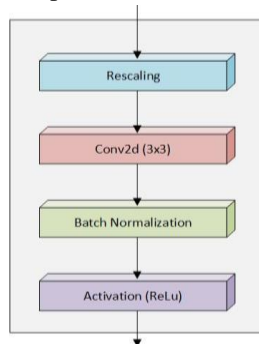 Rescaling
Conv2d (3x3)
Batch Normalization
Activation (ReLu)